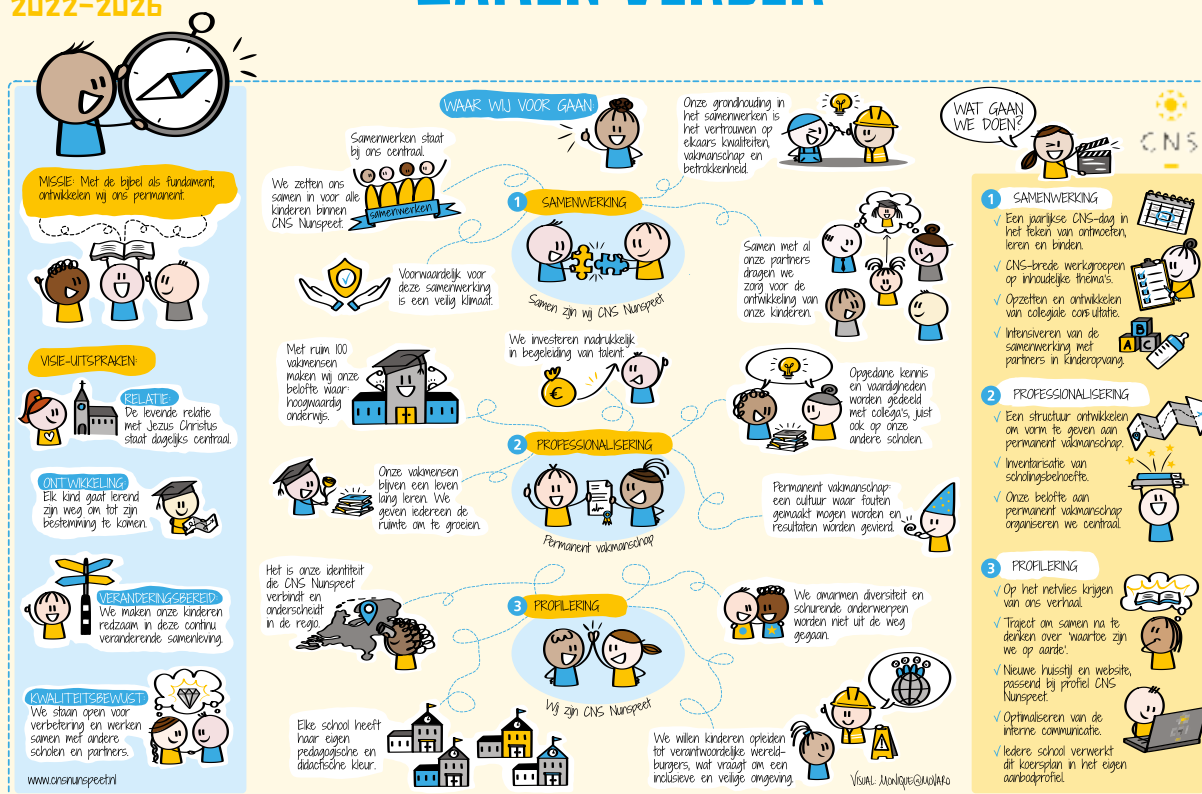 2022-2026
SAMEN VERDER
MISSIE: Met de bijbel als fundament,
ontwikkelen wij ons permanent.
VISIE-UITSPRAKEN:
RELATIE:
De levende relatie
met Jezus Christus
staat dagelijks centraal.
ONTWIKKELING:
Elk kind gaat lerend
zijn weg om tot zijn
bestemming te komen.
VERANDERINGSBEREID:
We maken onze kinderen
redzaam in deze continu
veranderende samenleving.
KWALITEITSBEWUST:
We staan open voor
verbetering en werken
samen met andere
scholen en partners.
www.cnsnunspeet.nl
WAAR WIJ VOOR GAAN:
Samenwerken staat
bij ons centraal.
We zetten ons
samen in voor alle
kinderen binnen
CNS Nunspeet.
samenwerken
Voorwaardelijk voor
deze samenwerking
is een veilig klimaat.
1 SAMENWERKING
Samen zijn wij CNS Nunspeet
Onze grondhouding in
het samenwerken is
het vertrouwen op
elkaars kwaliteiten,
vakmanschap en
betrokkenheid.
Samen met al
onze partners
dragen we
zorg voor de
ontwikkeling van
onze kinderen.
We investeren nadrukkelijk
in begeleiding van talent.
€
Met ruim 100
vakmensen
maken wij onze
belofte waar:
hoogwaardig
onderwijs.
2 PROFESSIONALISERING
Permanent vakmanschap
Opgedane kennis
en vaardigheden
worden gedeeld
met collega's, juist
ook op onze
andere scholen.
Onze vakmensen
blijven een leven
lang leren. We
geven iedereen de
ruimte om te groeien.
Permanent vakmanschap:
een cultuur waar fouten
gemaakt mogen worden en
resultaten worden gevierd.
Het is onze identiteit
die CNS Nunspeet
verbindt en
onderscheidt
in de regio.
3 PROFILERING
Wij zijn CNS Nunspeet
We omarmen diversiteit en
schurende onderwerpen
worden niet uit de weg
gegaan.
Elke school heeft
haar eigen
pedagogische en
didactische kleur.
We willen kinderen opleiden
tot verantwoordelijke wereld-
burgers, wat vraagt om een
inclusieve en veilige omgeving.
VISUAL: MONIQUE@MOVARO
WAT GAAN
WE DOEN?
CNS
1 SAMENWERKING
√ Een jaarlijkse CNS-dag in
het teken van ontmoeten,
leren en binden.
√ CNS-brede werkgroepen
op inhoudelijke thema's.
√ Opzetten en ontwikkelen
van collegiale consultatie.
√ Intensiveren van de
samenwerking met
partners in kinderopvang.
B
A C
2 PROFESSIONALISERING
√ Een structuur ontwikkelen
om vorm te geven aan
permanent vakmanschap.
√ Inventarisatie van
scholingsbehoefte.
√ Onze belofte aan
permanent vakmanschap
organiseren we centraal.
3 PROFILERING
√ Op het netvlies krijgen
van ons verhaal.
√ Traject om samen na te
denken over 'waartoe zijn
we op aarde'.
√ Nieuwe huisstijl en website,
passend bij profiel CNS
Nunspeet.
√ Optimaliseren van de
interne communicatie.
√ Iedere school verwerkt
dit koersplan in het eigen
aanbodprofiel.